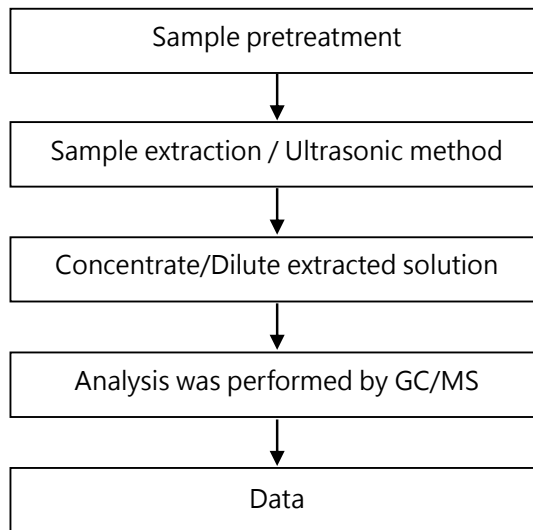 Sample pretreatment
Sample extraction / Ultrasonic method
Concentrate/Dilute extracted solution
Analysis was performed by GC/MS
Data